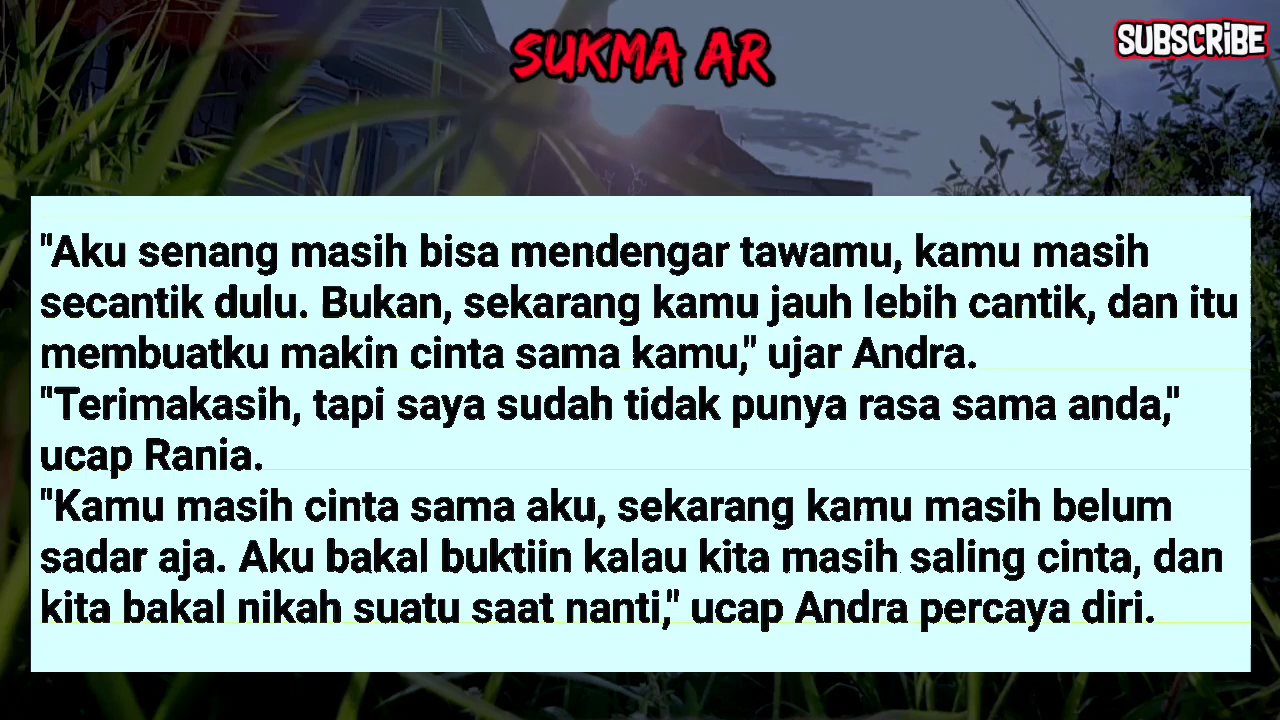 SUKMA AR
SUBSCRIBE
"Aku senang masih bisa mendengar tawamu, kamu masih
secantik dulu. Bukan, sekarang kamu jauh lebih cantik, dan itu
membuatku makin cinta sama kamu," ujar Andra.
"Terimakasih, tapi saya sudah tidak punya rasa sama anda,"
ucap Rania.
"Kamu masih cinta sama aku, sekarang kamu masih belum
sadar aja. Aku bakal buktiin kalau kita masih saling cinta, dan
kita bakal nikah suatu saat nanti," ucap Andra percaya diri.